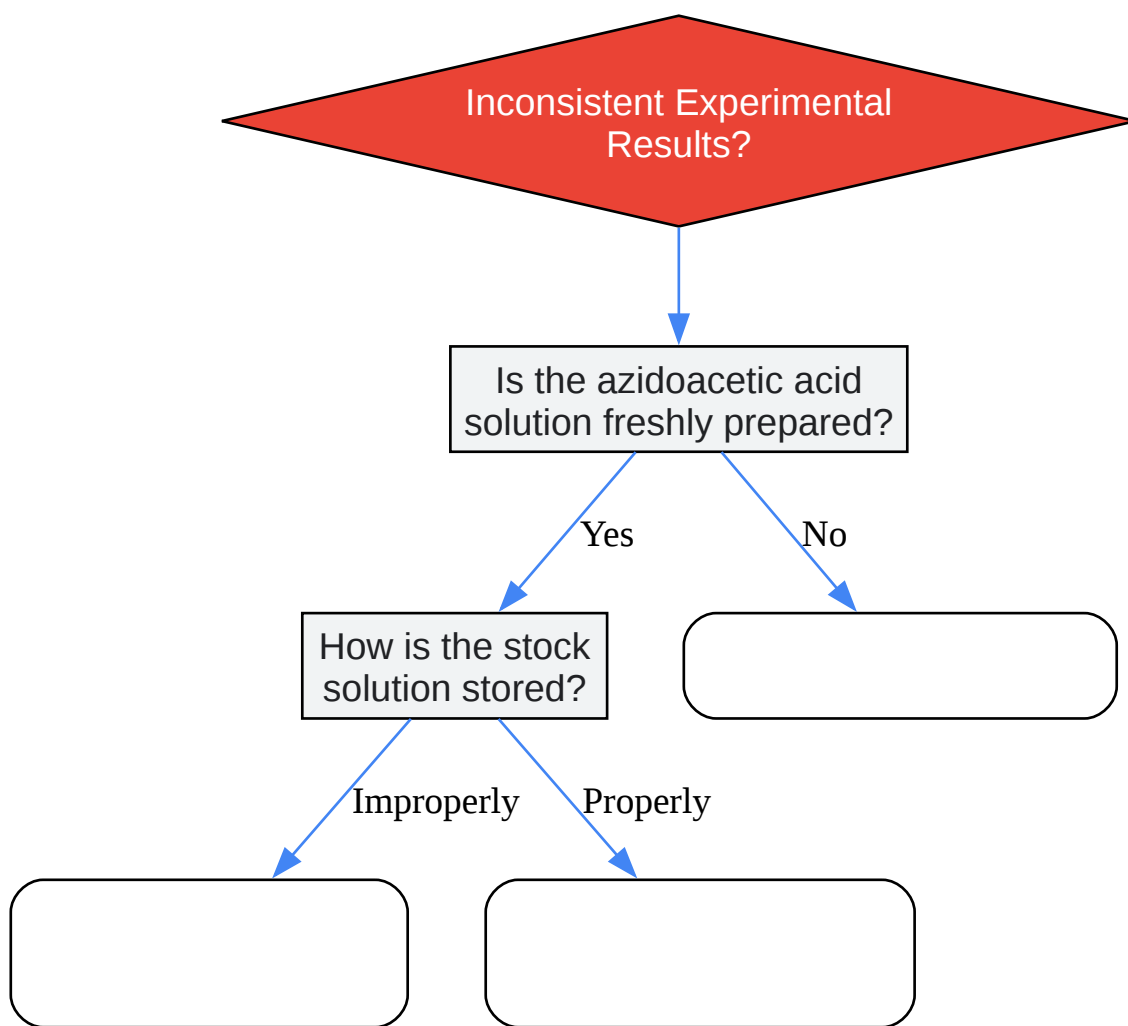 Inconsistent Experimental
Results?
Is the azidoacetic acid
solution freshly prepared?
Yes
No
How is the stock
solution stored?
Improperly
Properly